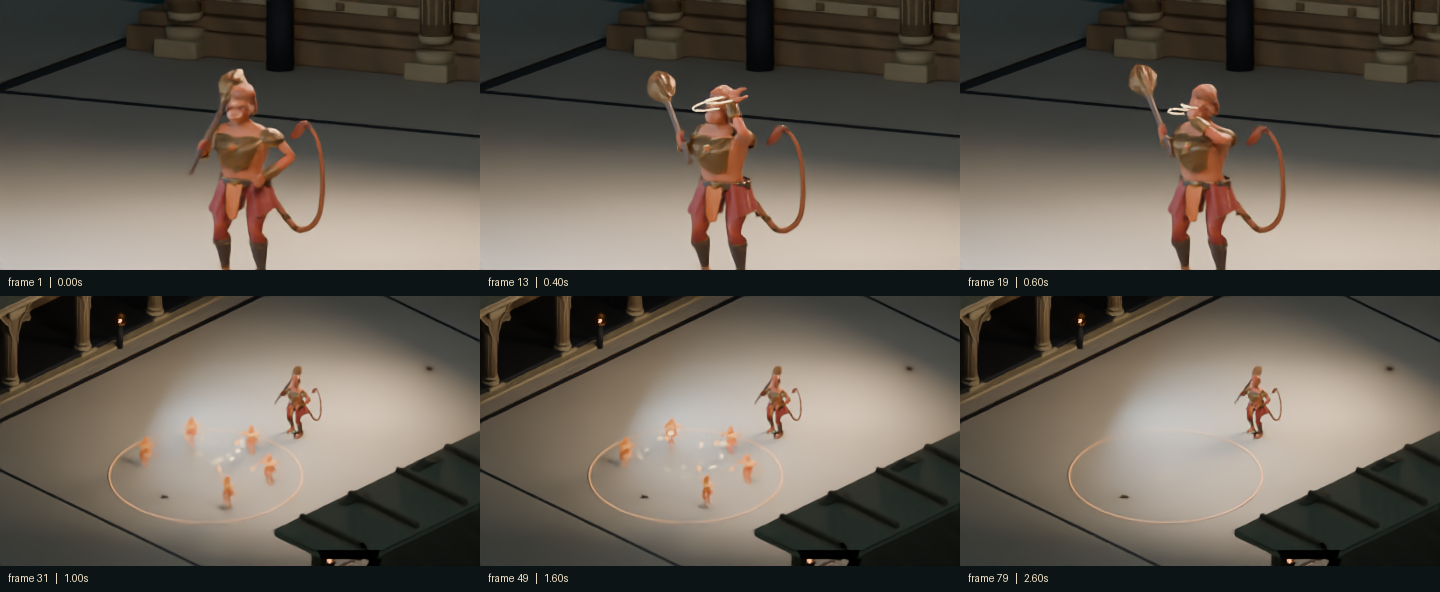 frame 1 | 0.00s
frame 13 | 0.40s
frame 19 | 0.60s
frame 31 | 1.00s
frame 49 | 1.60s
frame 79 | 2.60s